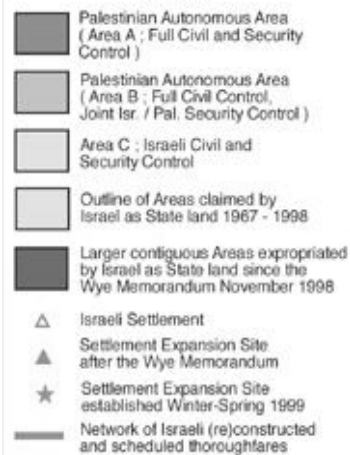 Palestinian Autonomous Area
( Area A ; Full Civil and Security
Control )
Palestinian Autonomous Area
( Area B ; Full Civil Control,
Joint Isr. / Pal. Security Control )
Area C ; Israeli Civil and
Security Control
Outline of Areas claimed by
Israel as State land 1967 - 1998
Larger contiguous Areas expropriated
by Israel as State land since the
Wye Memorandum November 1998
Israeli Settlement
Settlement Expansion Site
after the Wye Memorandum
Settlement Expansion Site
established Winter-Spring 1999
Network of Israeli (re)constructed
and scheduled thoroughfares